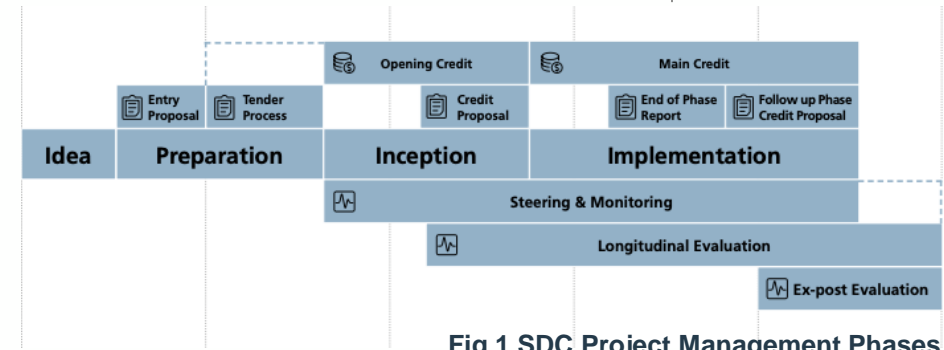 Opening Credit
Main Credit
Entry
Proposal
Tender
Process
Credit
Proposal
End of Phase
Report
Follow up Phase
Credit Proposal
Idea
Preparation
Inception
Implementation
Steering & Monitoring
Longitudinal Evaluation
Ex-post Evaluation
Fig 1 SDC Project Management Phases